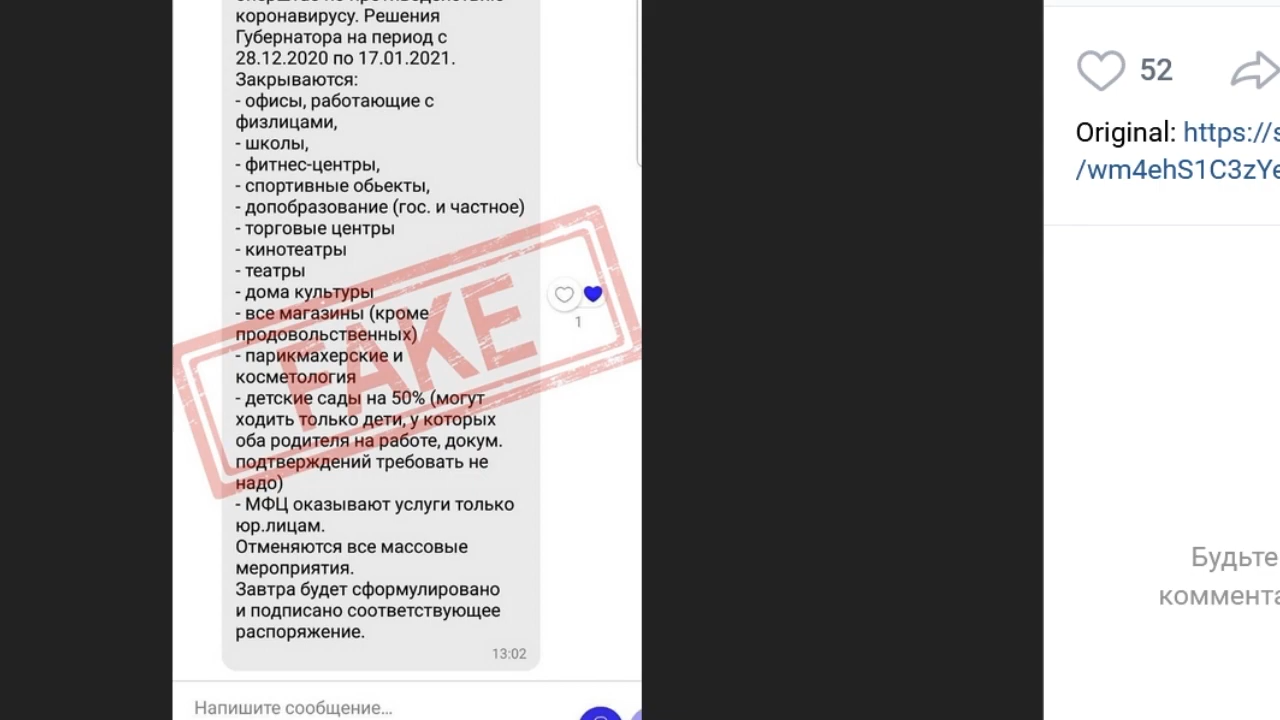 коронавирусу. Решения
Губернатора на период с
28.12.2020 по 17.01.2021.
Закрываются:
- офисы, работающие с
физлицами,
- школы,
- фитнес-центры,
- спортивные обьекты,
- допобразование (гос. и частное)
- торговые центры
- кинотеатры
- театры
- дома культуры
- все магазины (кроме
продовольственных)
- парикмахерские и
косметология
- детские сады на 50% (могут
ходить только дети, у которых
оба родителя на работе, докум.
подтверждений требовать не
надо)
- МФЦ оказывают услуги только
юр.лицам.
Отменяются все массовые
мероприятия.
Завтра будет сформулировано
и подписано соответствующее
распоряжение.
13:02
FAKE
1
Напишите сообщение...
52
Original: https://s
/wm4ehS1C3zYe
Будьте
коммента